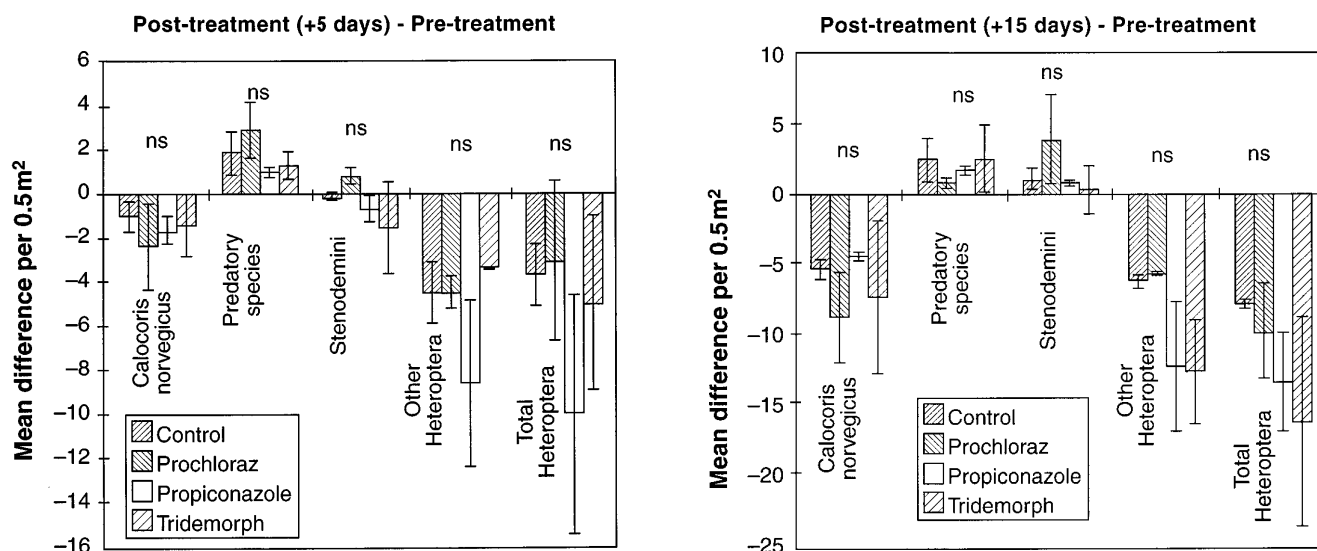 Post-treatment (+5 days) - Pre-treatment
Mean difference per 0.5m²
6
4
2
0
−2
−4
−6
−8
−10
−12
−14
−16
ns
ns
ns
ns
ns
Calocoris
norvegicus
Predatory
species
Stenodemini
Other
Heteroptera
Total
Heteroptera
Control
Prochloraz
Propiconazole
Tridemorph
Post-treatment (+15 days) - Pre-treatment
Mean difference per 0.5m²
10
5
0
−5
−10
−15
−20
−25
ns
ns
ns
ns
ns
Calocoris
norvegicus
Predatory
species
Stenodemini
Other
Heteroptera
Total
Heteroptera
Control
Prochloraz
Propiconazole
Tridemorph